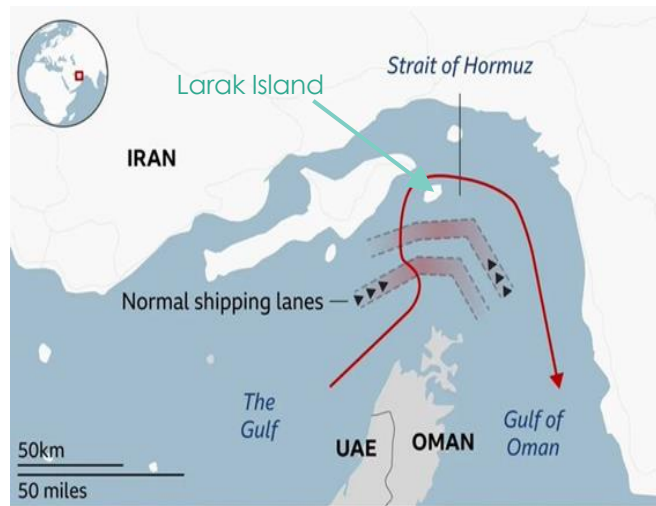 Strait of Hormuz
Larak Island
IRAN
Normal shipping lanes
The
Gulf
UAE
OMAN
Gulf of
Oman
50km
50 miles